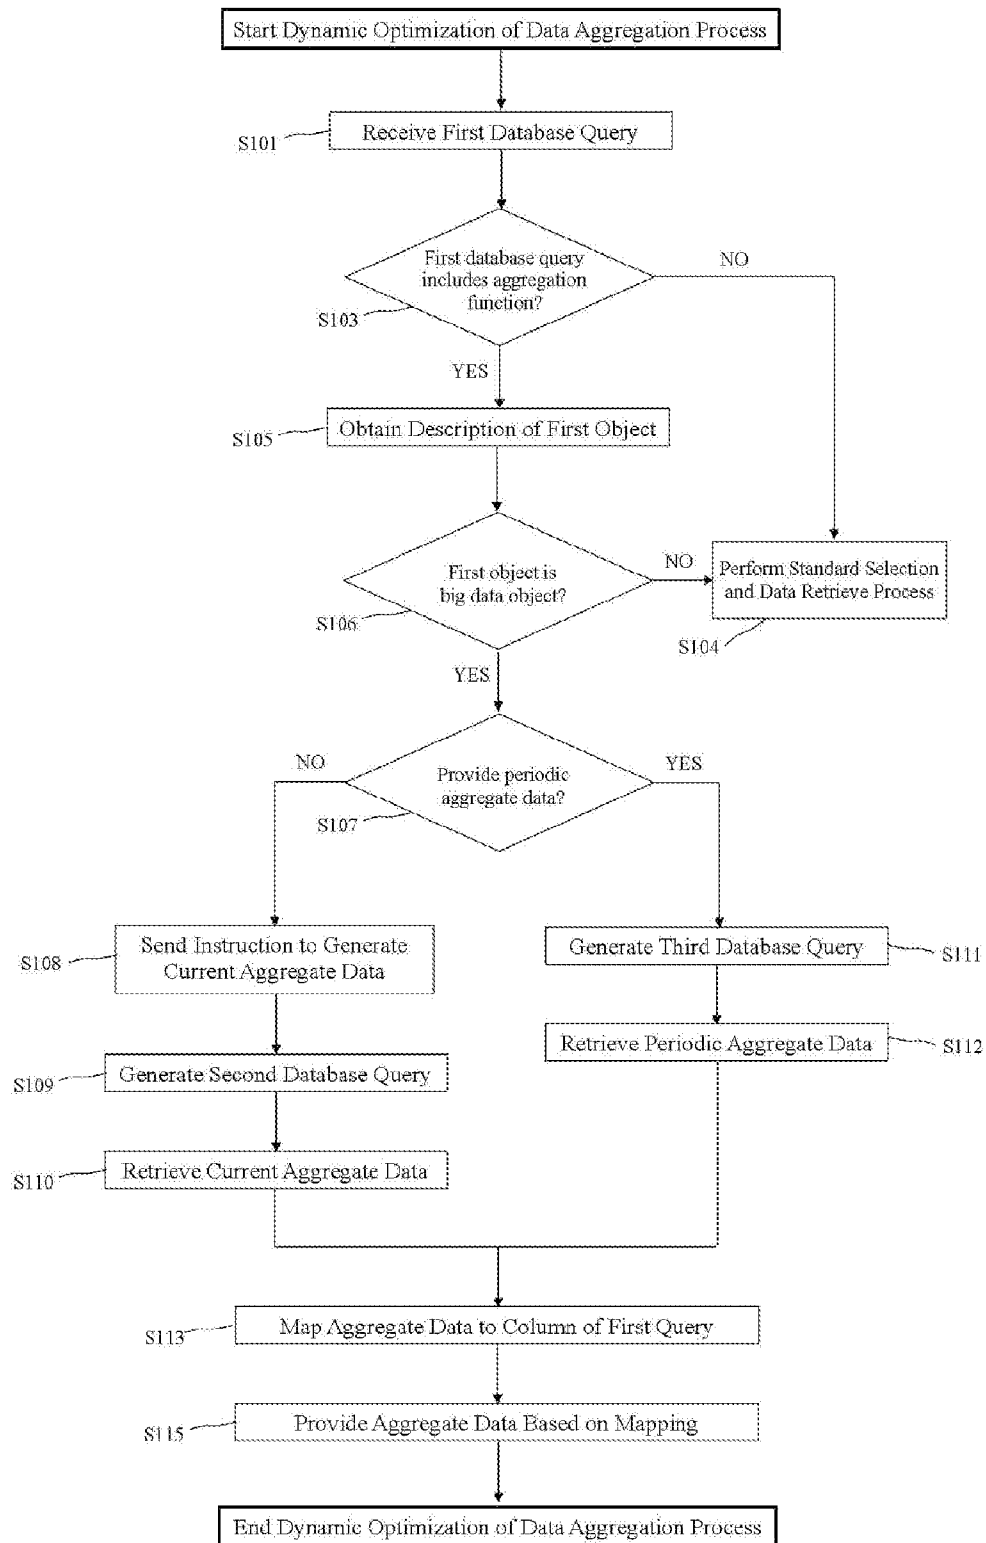 Start Dynamic Optimization of Data Aggregation Process
S101
Receive First Database Query
First database query
includes aggregation
function?
NO
S103
YES
S105
Obtain Description of First Object
First object is
big data object?
NO
S106
Perform Standard Selection
and Data Retrieve Process
S104
YES
NO
Provide periodic
aggregate data?
YES
S107
S108
Send Instruction to Generate
Current Aggregate Data
Generate Third Database Query
S111
Retrieve Periodic Aggregate Data
S112
S109
Generate Second Database Query
S110
Retrieve Current Aggregate Data
S113
Map Aggregate Data to Column of First Query
S115
Provide Aggregate Data Based on Mapping
End Dynamic Optimization of Data Aggregation Process